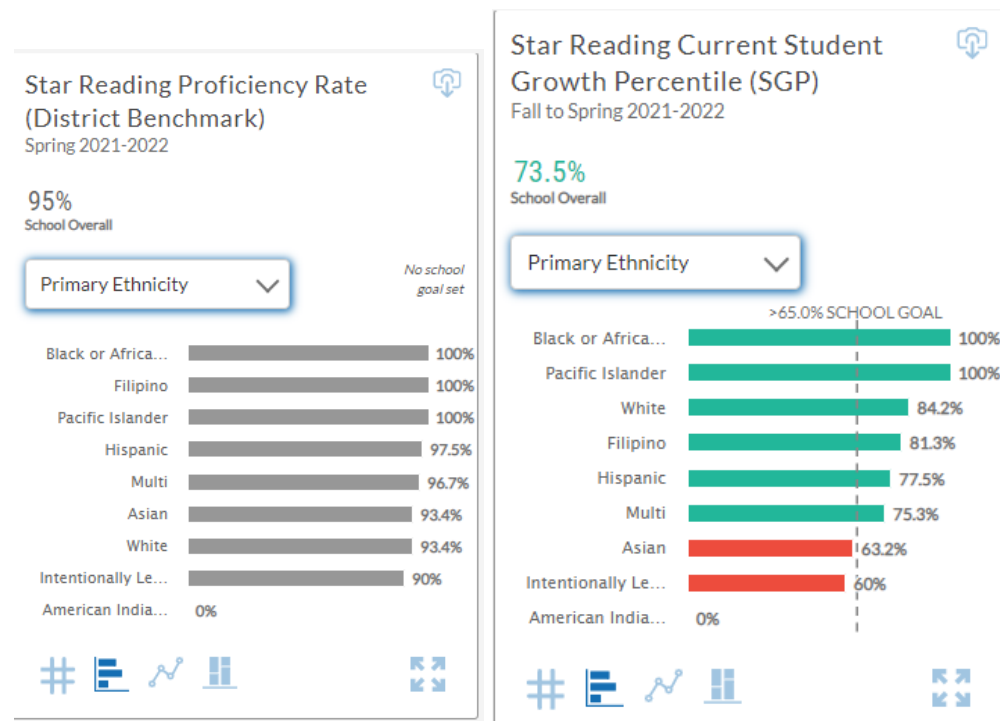 Star Reading Proficiency Rate
(District Benchmark)
Spring 2021-2022
95%
School Overall
Primary Ethnicity
No school
goal set
Black or Africa... 100%
Filipino 100%
Pacific Islander 100%
Hispanic 97.5%
Multi 96.7%
Asian 93.4%
White 93.4%
Intentionally Le... 90%
American India... 0%
Star Reading Current Student
Growth Percentile (SGP)
Fall to Spring 2021-2022
73.5%
School Overall
Primary Ethnicity
>65.0% SCHOOL GOAL
Black or Africa... 100%
Pacific Islander 100%
White 84.2%
Filipino 81.3%
Hispanic 77.5%
Multi 75.3%
Asian 63.2%
Intentionally Le... 60%
American India... 0%